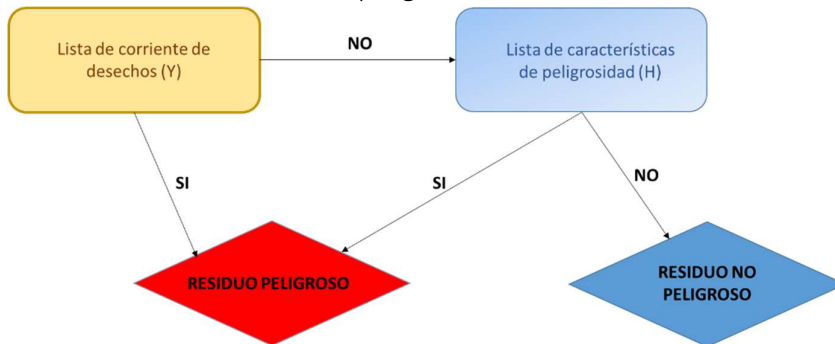 Lista de corriente de
desechos (Y)
NO
Lista de características
de peligrosidad (H)
SI
SI
NO
RESIDUO PELIGROSO
RESIDUO NO
PELIGROSO